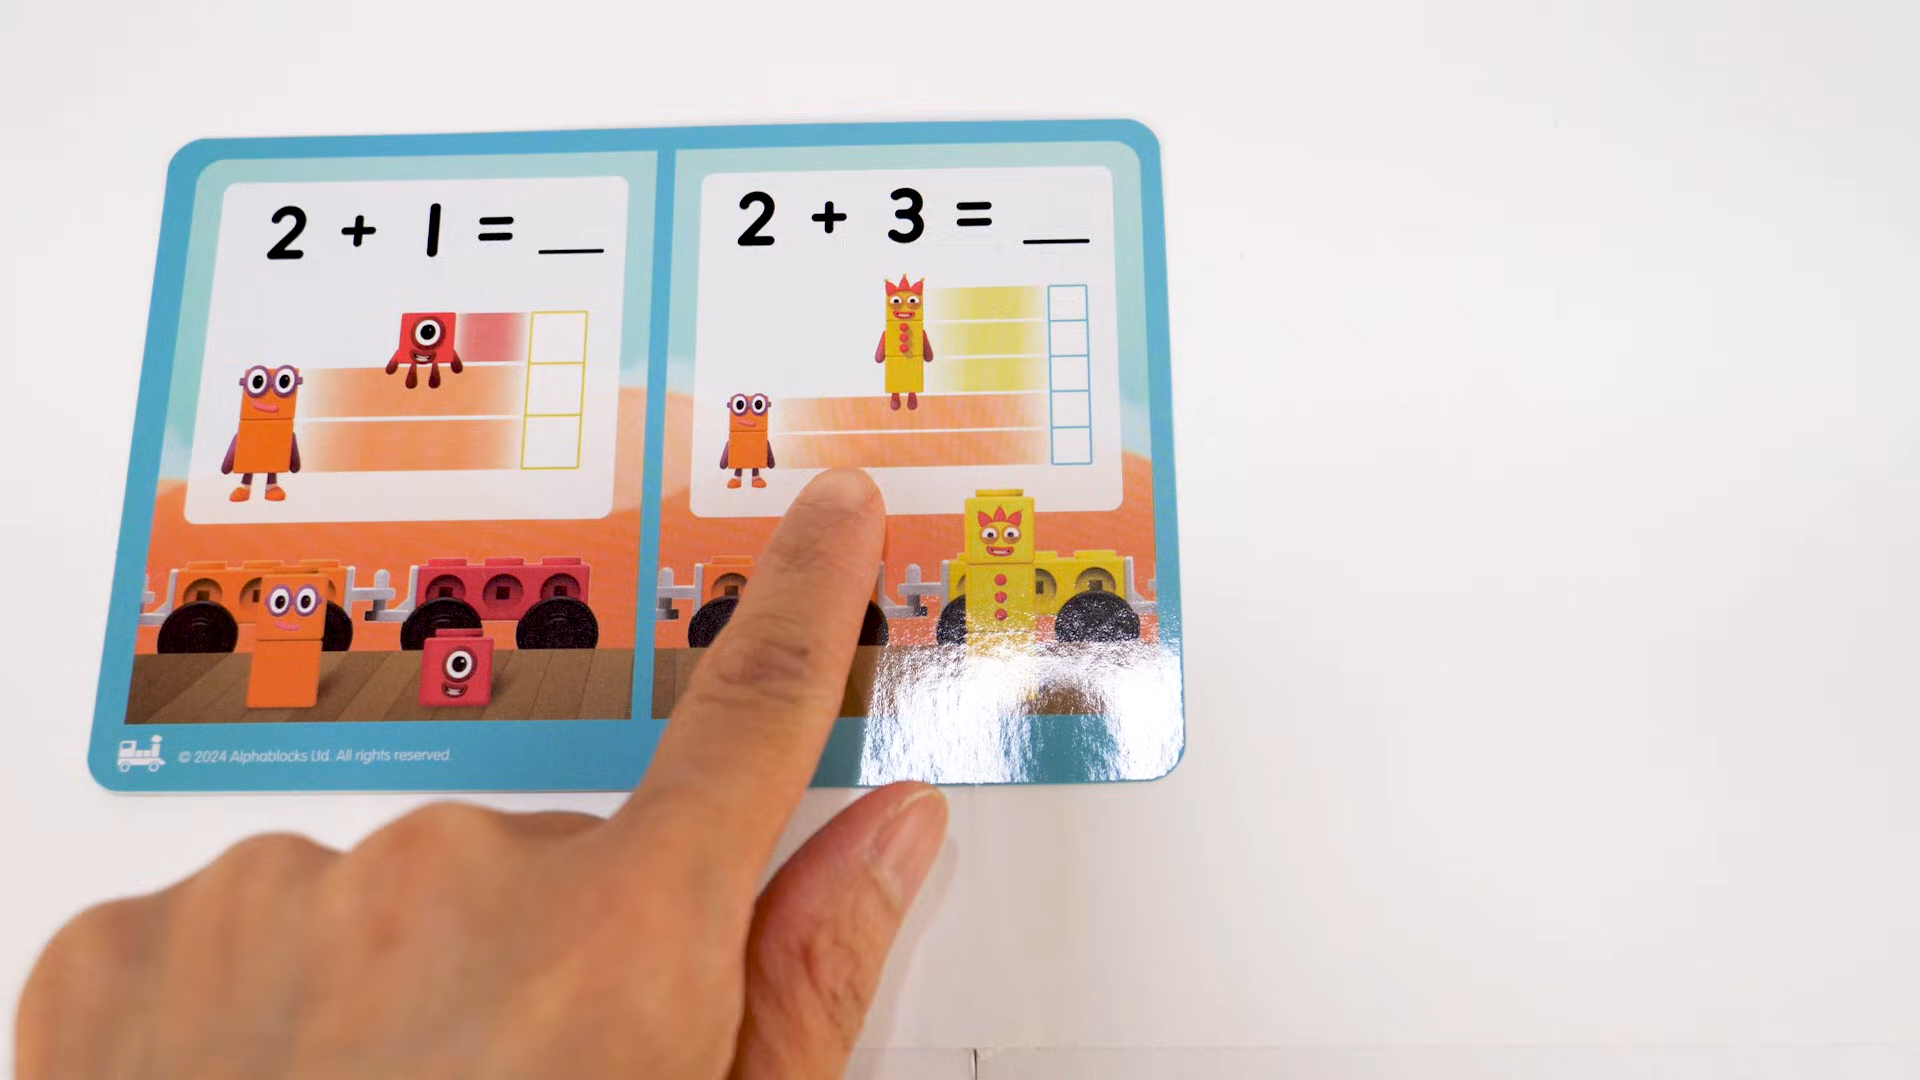 2 + 1 = __
2 + 3 = __
© 2024 Alphablocks Ltd. All rights reserved.